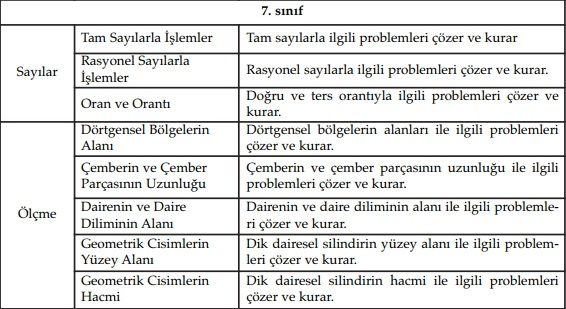 7. sınıf
Sayılar
Tam Sayılarla İşlemler
Tam sayılarla ilgili problemleri çözer ve kurar
Rasyonel Sayılarla
İşlemler
Rasyonel sayılarla ilgili problemleri çözer ve kurar.
Oran ve Orantı
Doğru ve ters orantıyla ilgili problemleri çözer ve
kurar.
Ölçme
Dörtgensel Bölgelerin
Alanı
Dörtgensel bölgelerin alanları ile ilgili problemleri
çözer ve kurar.
Çemberin ve Çember
Parçasının Uzunluğu
Çemberin ve çember parçasının uzunluğu ile ilgili
problemleri çözer ve kurar.
Dairenin ve Daire
Diliminin Alanı
Dairenin ve daire diliminin alanı ile ilgili problemle-
ri çözer ve kurar.
Geometrik Cisimlerin
Yüzey Alanı
Dik dairesel silindirin yüzey alanı ile ilgili problem-
leri çözer ve kurar.
Geometrik Cisimlerin
Hacmi
Dik dairesel silindirin hacmi ile ilgili problemleri
çözer ve kurar.